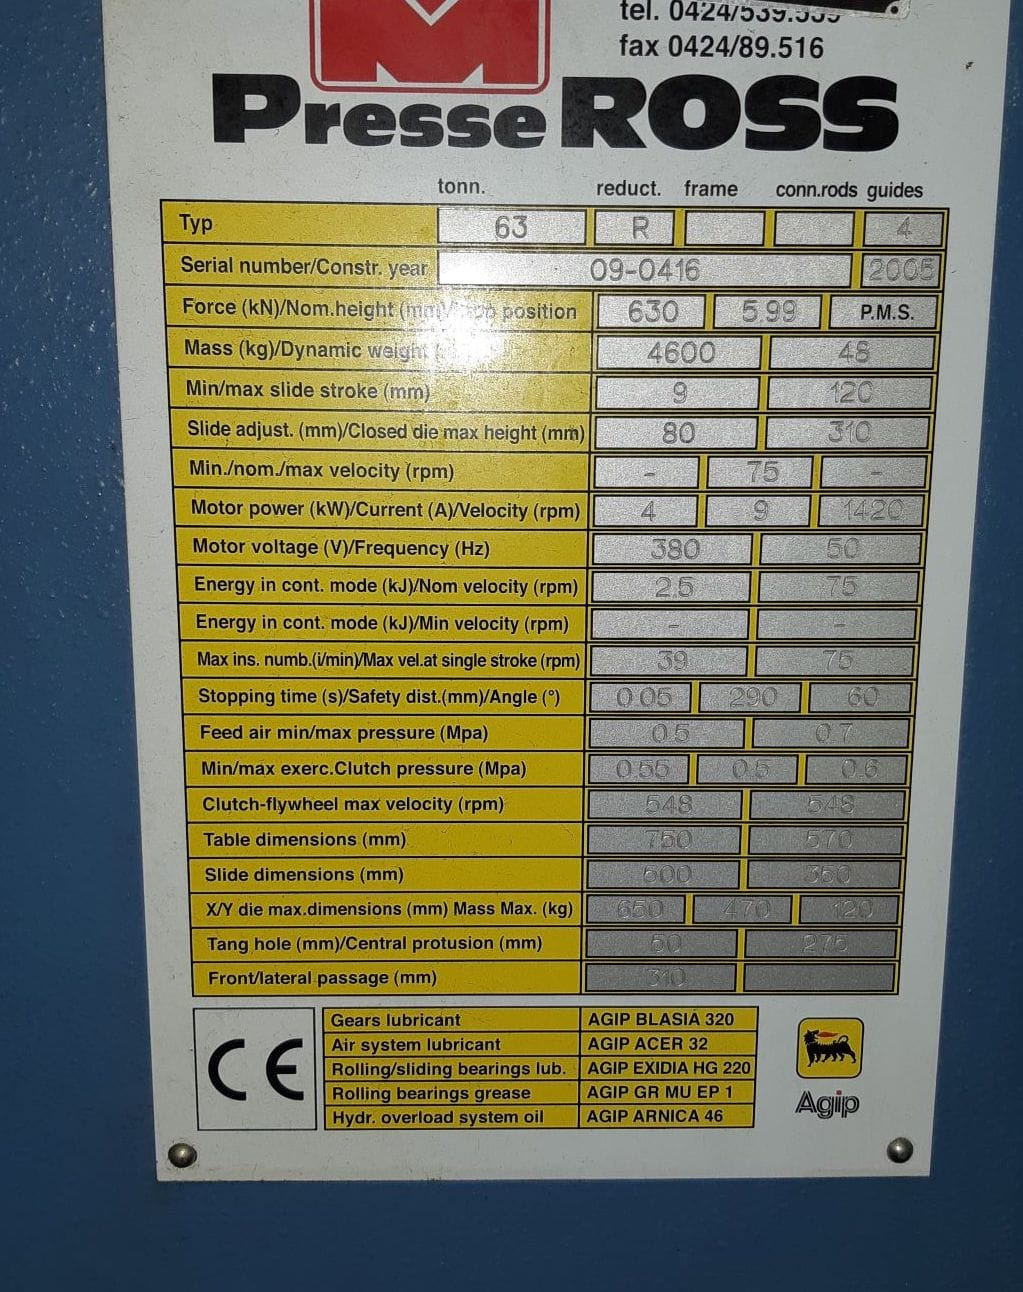 tel. 0424/539.539
fax 0424/89.516
M
Presse ROSS
tonn. reduct. frame conn.rods guides
Typ 63 R 4
Serial number/Constr. year 09-0416 2005
Force (kN)/Nom.height (mm)/ position 630 5.99 P.M.S.
Mass (kg)/Dynamic weight 4600 48
Min/max slide stroke (mm) 9 120
Slide adjust. (mm)/Closed die max height (mm) 80 310
Min./nom./max velocity (rpm) - 75 -
Motor power (kW)/Current (A)/Velocity (rpm) 4 9 1420
Motor voltage (V)/Frequency (Hz) 380 50
Energy in cont. mode (kJ)/Nom velocity (rpm) 2.5 75
Energy in cont. mode (kJ)/Min velocity (rpm) - -
Max ins. numb.(i/min)/Max vel.at single stroke (rpm) 39 75
Stopping time (s)/Safety dist.(mm)/Angle (°) 0.05 290 60
Feed air min/max pressure (Mpa) 0.5 0.7
Min/max exerc.Clutch pressure (Mpa) 0.55 0.5 0.6
Clutch-flywheel max velocity (rpm) 548 548
Table dimensions (mm) 750 570
Slide dimensions (mm) 500 350
X/Y die max.dimensions (mm) Mass Max. (kg) 650 470 120
Tang hole (mm)/Central protusion (mm) 50 275
Front/lateral passage (mm) 310
CE
Gears lubricant AGIP BLASIA 320
Air system lubricant AGIP ACER 32
Rolling/sliding bearings lub. AGIP EXIDIA HG 220
Rolling bearings grease AGIP GR MU EP 1
Hydr. overload system oil AGIP ARNICA 46
Agip